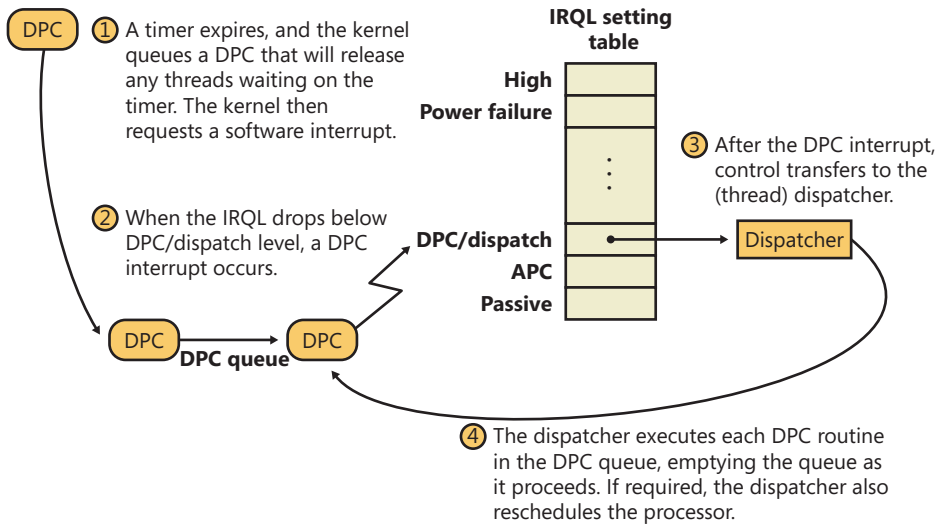 DPC
1 A timer expires, and the kernel
queues a DPC that will release
any threads waiting on the
timer. The kernel then
requests a software interrupt.
IRQL setting
table
High
Power failure
3 After the DPC interrupt,
control transfers to the
(thread) dispatcher.
2 When the IRQL drops below
DPC/dispatch level, a DPC
interrupt occurs.
DPC/dispatch
Dispatcher
APC
Passive
DPC
DPC queue
DPC
4 The dispatcher executes each DPC routine
in the DPC queue, emptying the queue as
it proceeds. If required, the dispatcher also
reschedules the processor.